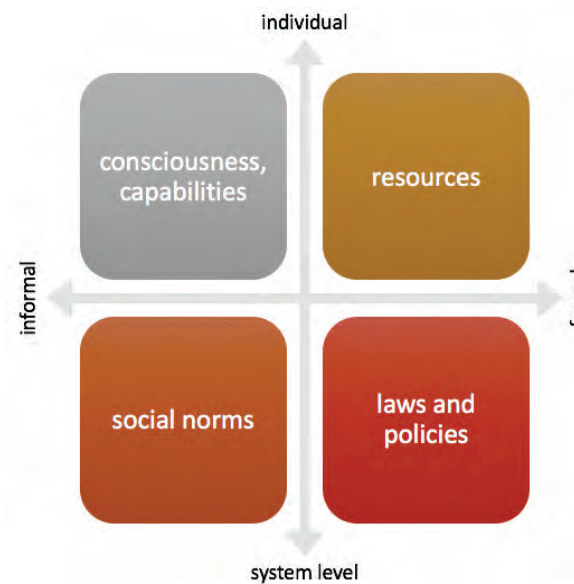 individual
consciousness,
capabilities
resources
informal
social norms
laws and
policies
system level